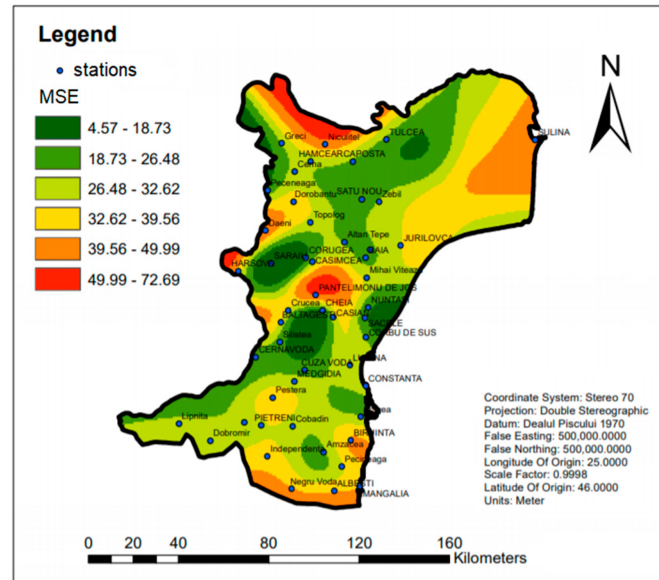 Legend
stations
MSE
4.57 - 18.73
18.73 - 26.48
26.48 - 32.62
32.62 - 39.56
39.56 - 49.99
49.99 - 72.69
N
Greci
Niculitel
TULCEA
SULINA
HAMCEARCAPOSTA
Cerna
Peceneaga
SATU NOU
Zebil
Dorobantu
Topolog
Daeni
Altan Tepe
JURILOVCA
CORUGEA
SARAI
CASIMCEA
HARSOVA
Mihai Viteazu
PANTELIMONU DE JOS
NUNTASI
Crucea
CHEIA
CASIA
SACELE
BALTAGESTI
CORBU DE SUS
Silistea
CERNAVODA
CUZA VODA
MEDGIDIA
CONSTANTA
Pestera
Lipnita
PIETRENI
Cobadin
Dobromir
Amzacea
Independenta
Pecineaga
Negru Voda
ALBESTI
MANGALIA
Coordinate System: Stereo 70
Projection: Double Stereographic
Datum: Dealul Piscului 1970
False Easting: 500,000.0000
False Northing: 500,000.0000
Longitude Of Origin: 25.0000
Scale Factor: 0.9998
Latitude Of Origin: 46.0000
Units: Meter
0 20 40 80 120 160
Kilometers